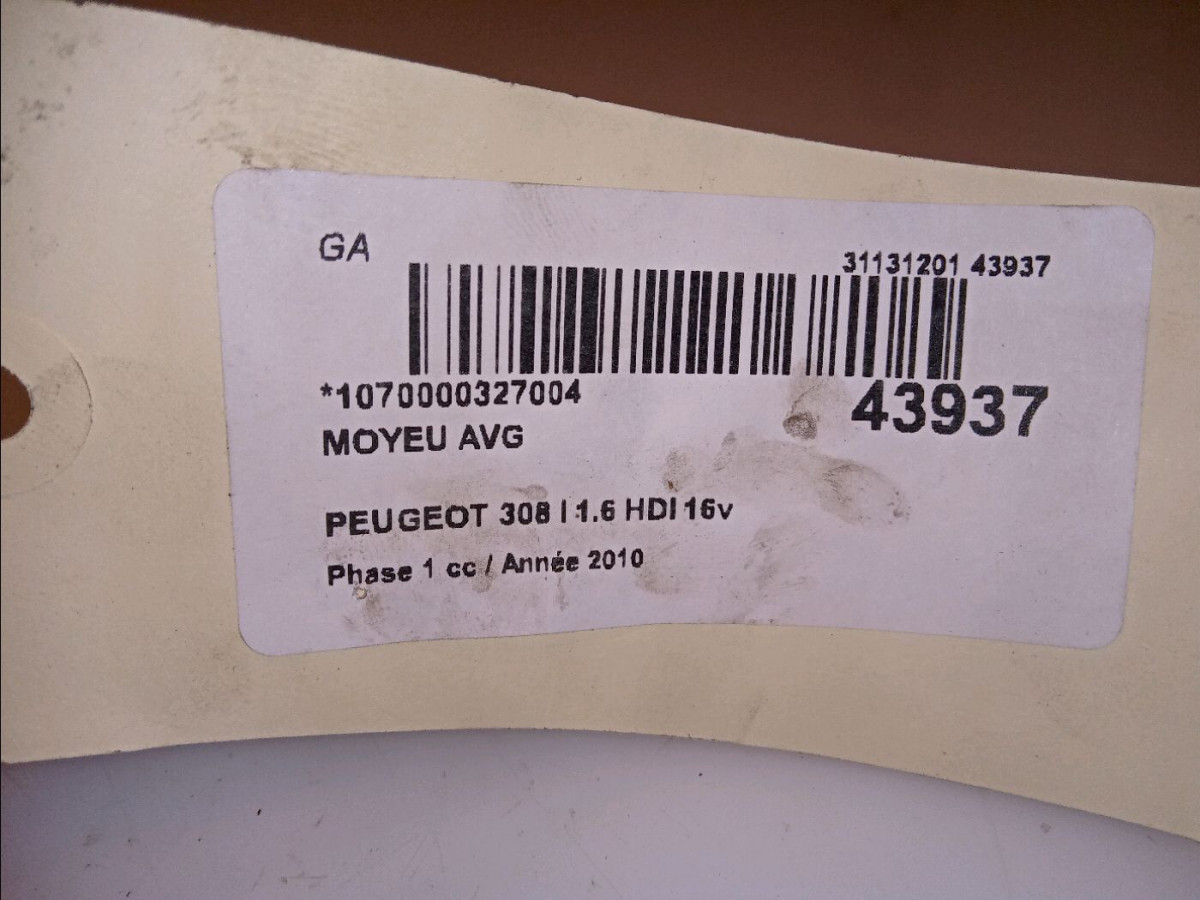 GA
31131201 43937
*1070000327004
43937
MOYEU AVG
PEUGEOT 308 I 1.6 HDI 16v
Phase 1 cc / Année 2010